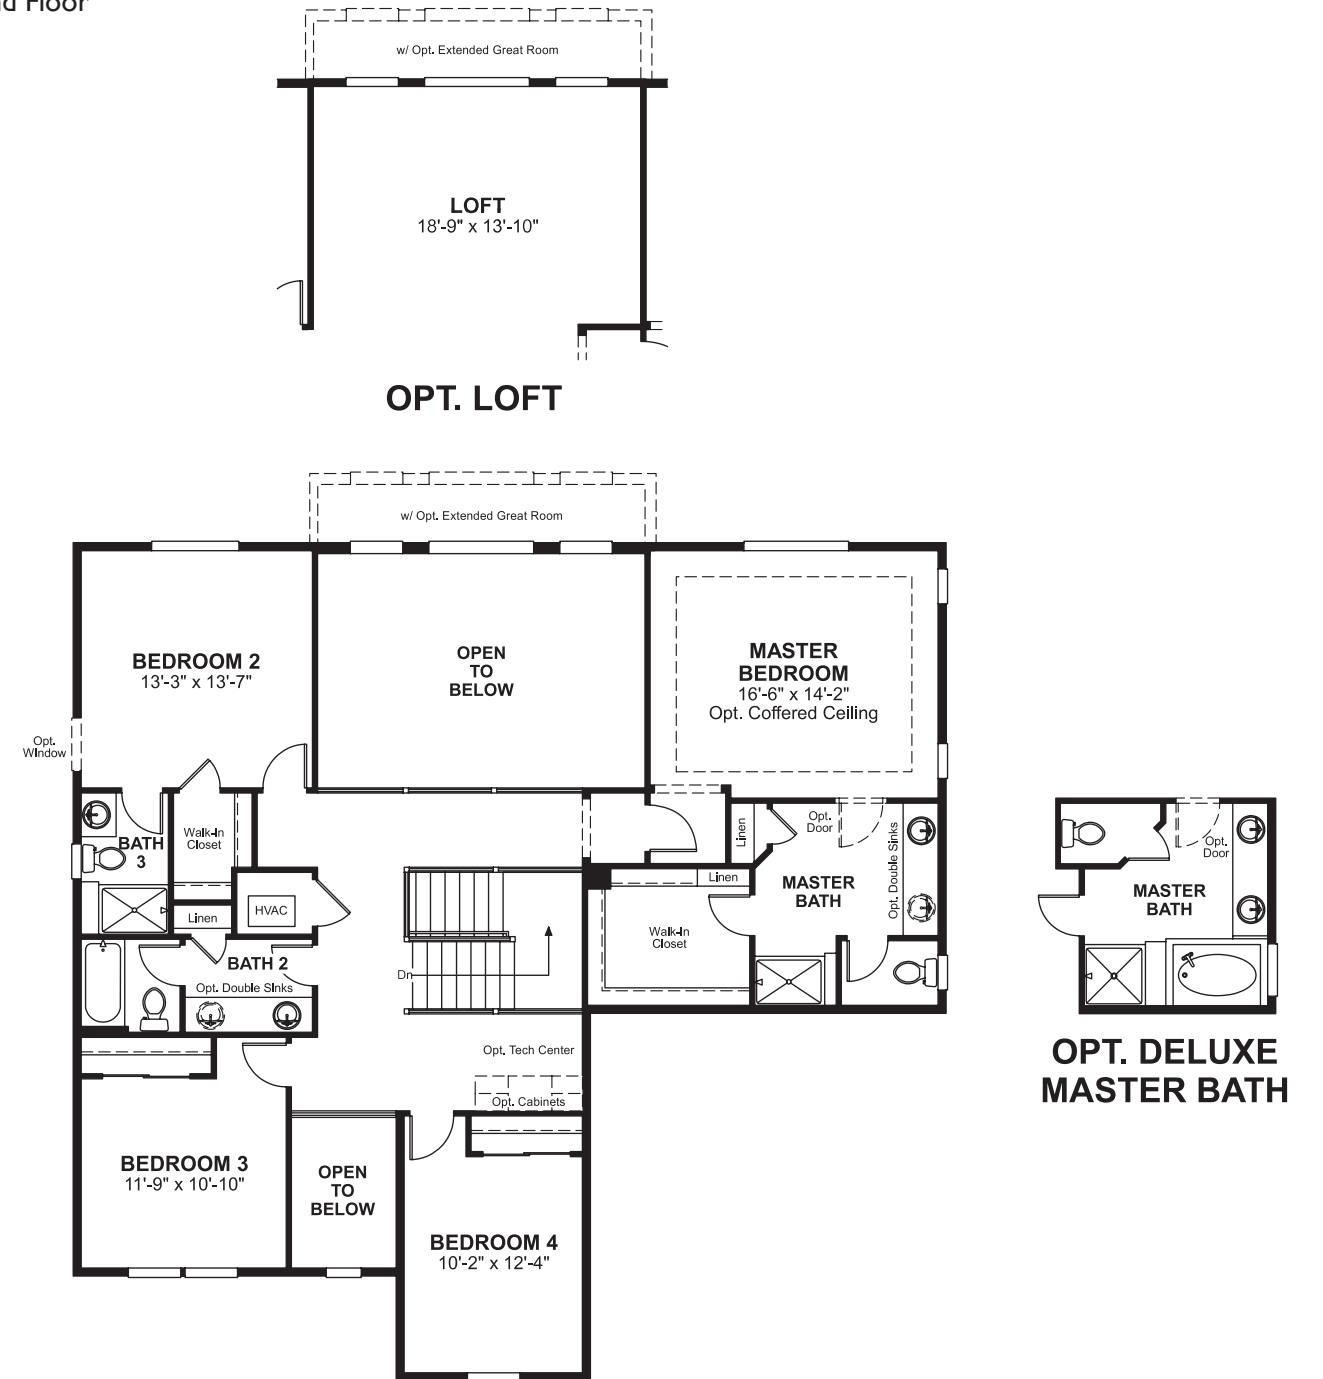 Floor
w/ Opt. Extended Great Room
LOFT
18'-9" x 13'-10"
OPT. LOFT
w/ Opt. Extended Great Room
BEDROOM 2
13'-3" x 13'-7"
OPEN
TO
BELOW
MASTER
BEDROOM
16'-6" x 14'-2"
Opt. Coffered Ceiling
Opt.
Window
BATH
3
Walk-In
Closet
Linen
HVAC
Linen
Opt.
Door
Opt. Double Sinks
MASTER
BATH
Linen
Walk-In
Closet
Opt.
Door
MASTER
BATH
BATH 2
Opt. Double Sinks
Dn
OPT. DELUXE
MASTER BATH
Opt. Tech Center
Opt. Cabinets
BEDROOM 3
11'-9" x 10'-10"
OPEN
TO
BELOW
BEDROOM 4
10'-2" x 12'-4"